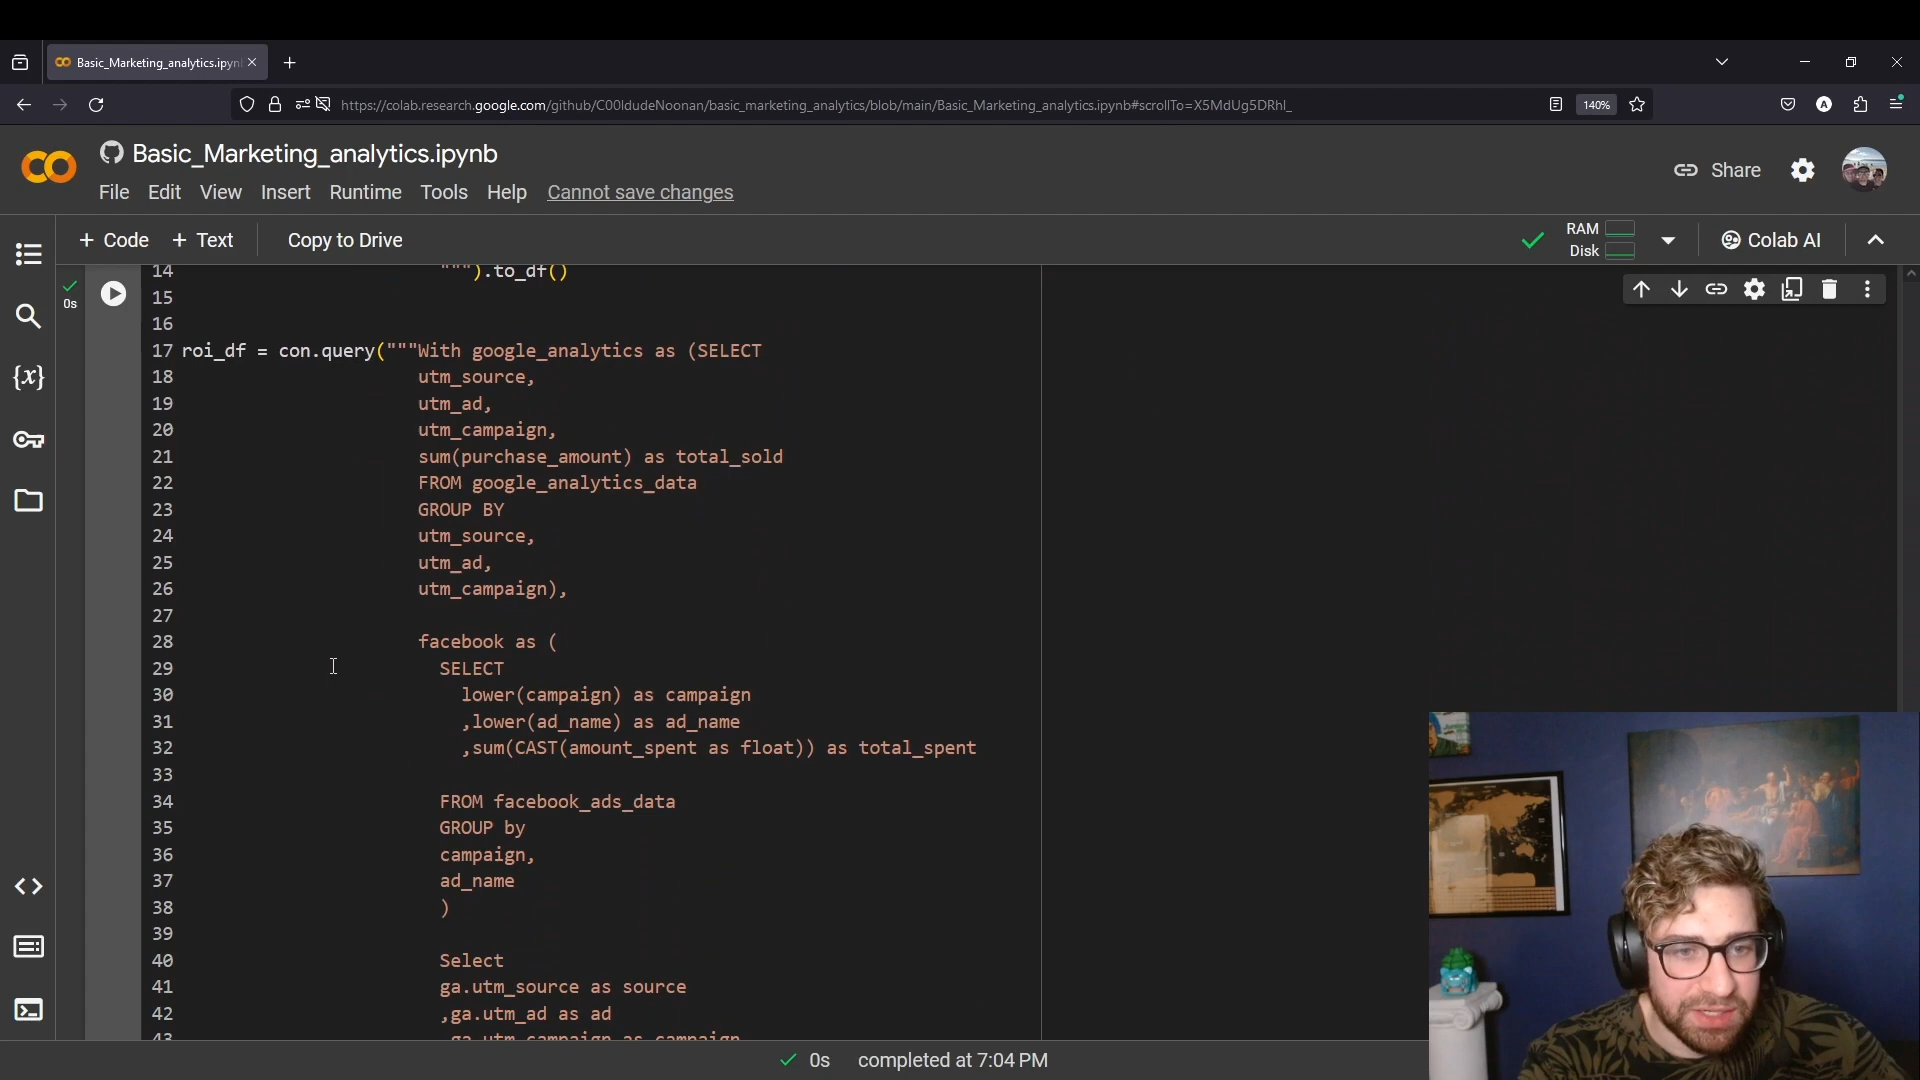 Basic_Marketing_analytics.ipyn
https://colab.research.google.com/github/C00ldudeNoonan/basic_marketing_analytics/blob/main/Basic_Marketing_analytics.ipynb#scrollTo=X5MdUg5DRhl_
140%
A
Basic_Marketing_analytics.ipynb
File Edit View Insert Runtime Tools Help Cannot save changes
Share
+ Code + Text Copy to Drive
RAM
Disk
Colab AI
0s
14 """).to_df()
15
16
17 roi_df = con.query("""With google_analytics as (SELECT
18 utm_source,
19 utm_ad,
20 utm_campaign,
21 sum(purchase_amount) as total_sold
22 FROM google_analytics_data
23 GROUP BY
24 utm_source,
25 utm_ad,
26 utm_campaign),
27
28 facebook as (
29 SELECT
30 lower(campaign) as campaign
31 ,lower(ad_name) as ad_name
32 ,sum(CAST(amount_spent as float)) as total_spent
33
34 FROM facebook_ads_data
35 GROUP by
36 campaign,
37 ad_name
38 )
39
40 Select
41 ga.utm_source as source
42 ,ga.utm_ad as ad
43 ,ga.utm_campaign as campaign
{x}
0s completed at 7:04 PM